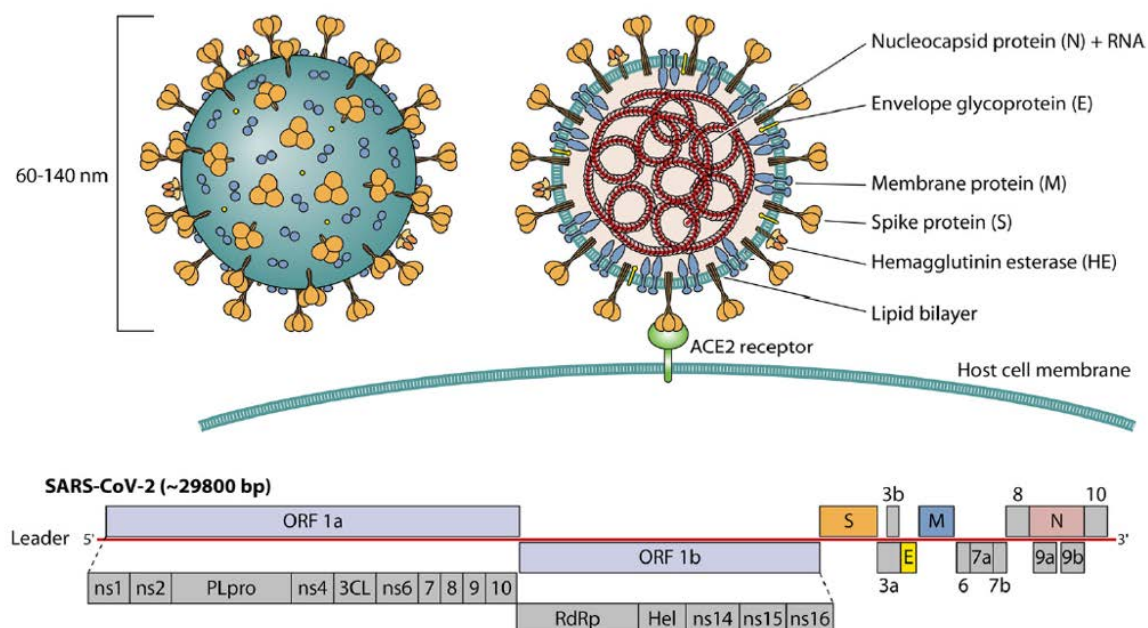 Nucleocapsid protein (N) + RNA
Envelope glycoprotein (E)
60-140 nm
Membrane protein (M)
Spike protein (S)
Hemagglutinin esterase (HE)
Lipid bilayer
ACE2 receptor
Host cell membrane
SARS-CoV-2 (~29800 bp)
3b 8 10
ORF 1a S M N
Leader 5' 3'
ORF 1b E 7a 9a 9b
3a 6 7b
ns1 ns2 PLpro ns4 3CL ns6 7 8 9 10
RdRp Hel ns14 ns15 ns16